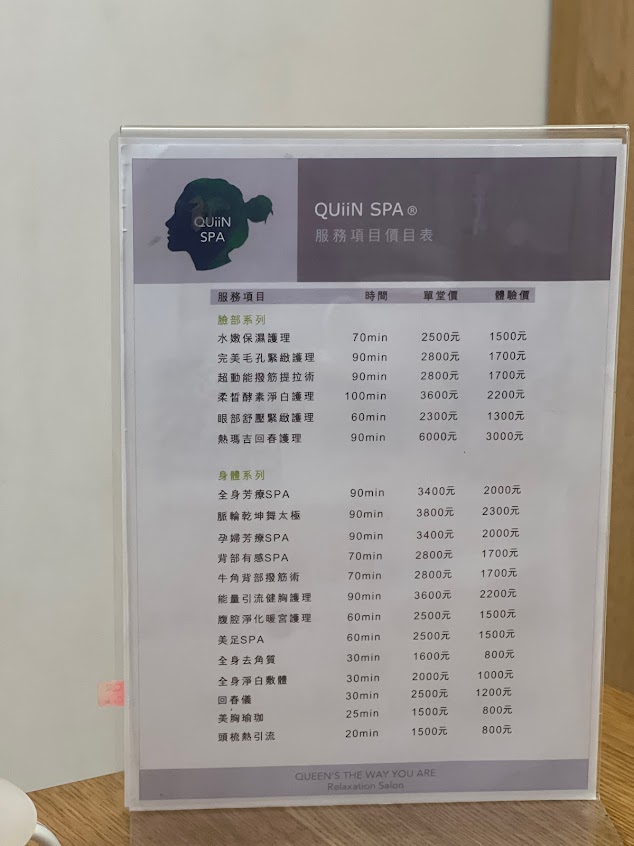 QUiiN
SPA
QUiiN SPA®
服務項目價目表
服務項目 時間 單堂價 體驗價
臉部系列
水嫩保濕護理 70min 2500元 1500元
完美毛孔緊緻護理 90min 2800元 1700元
超動能撥筋提拉術 90min 2800元 1700元
柔皙酵素淨白護理 100min 3600元 2200元
眼部舒壓緊緻護理 60min 2300元 1300元
熱瑪吉回春護理 90min 6000元 3000元
身體系列
全身芳療SPA 90min 3400元 2000元
脈輪乾坤舞太極 90min 3800元 2300元
孕婦芳療SPA 90min 3400元 2000元
背部有感SPA 70min 2800元 1700元
牛角背部撥筋術 70min 2800元 1700元
能量引流健胸護理 90min 3600元 2200元
腹腔淨化暖宮護理 60min 2500元 1500元
美足SPA 60min 2500元 1500元
全身去角質 30min 1600元 800元
全身淨白敷體 30min 2000元 1000元
回春儀 30min 2500元 1200元
美胸瑜珈 25min 1500元 800元
頭梳熱引流 20min 1500元 800元
QUEEN'S THE WAY YOU ARE
Relaxation Salon